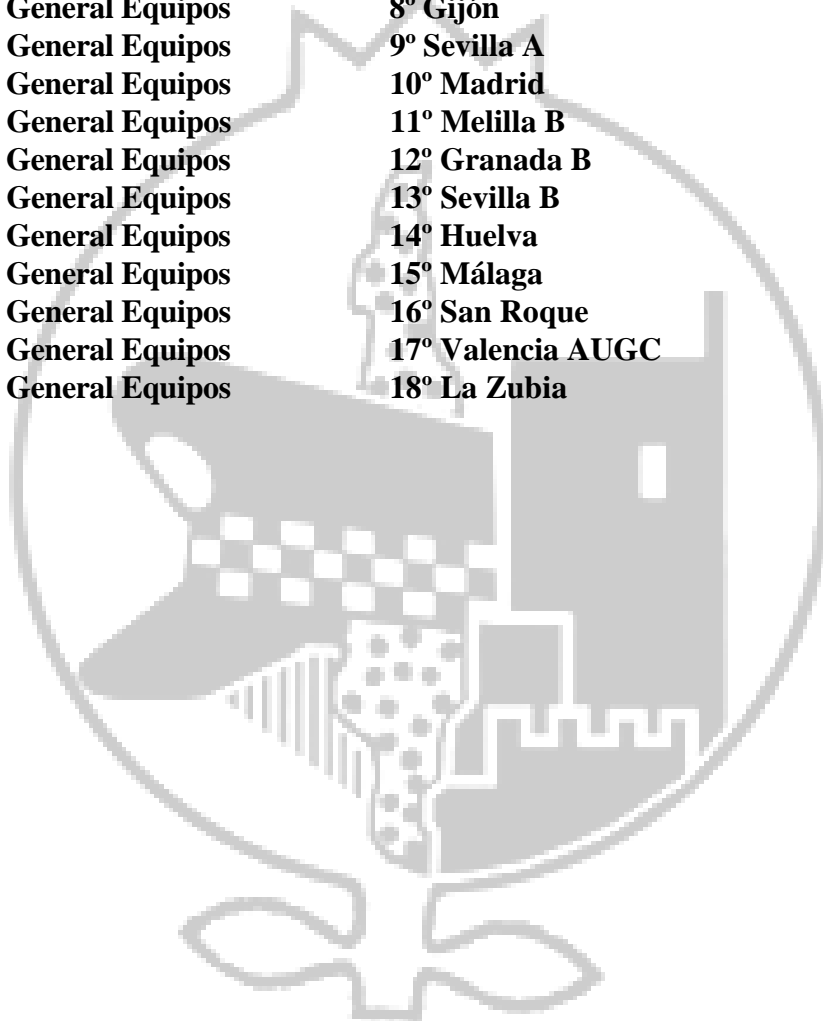 General Equipos 8º Gijón
General Equipos 9º Sevilla A
General Equipos 10º Madrid
General Equipos 11º Melilla B
General Equipos 12º Granada B
General Equipos 13º Sevilla B
General Equipos 14º Huelva
General Equipos 15º Málaga
General Equipos 16º San Roque
General Equipos 17º Valencia AUGC
General Equipos 18º La Zubia